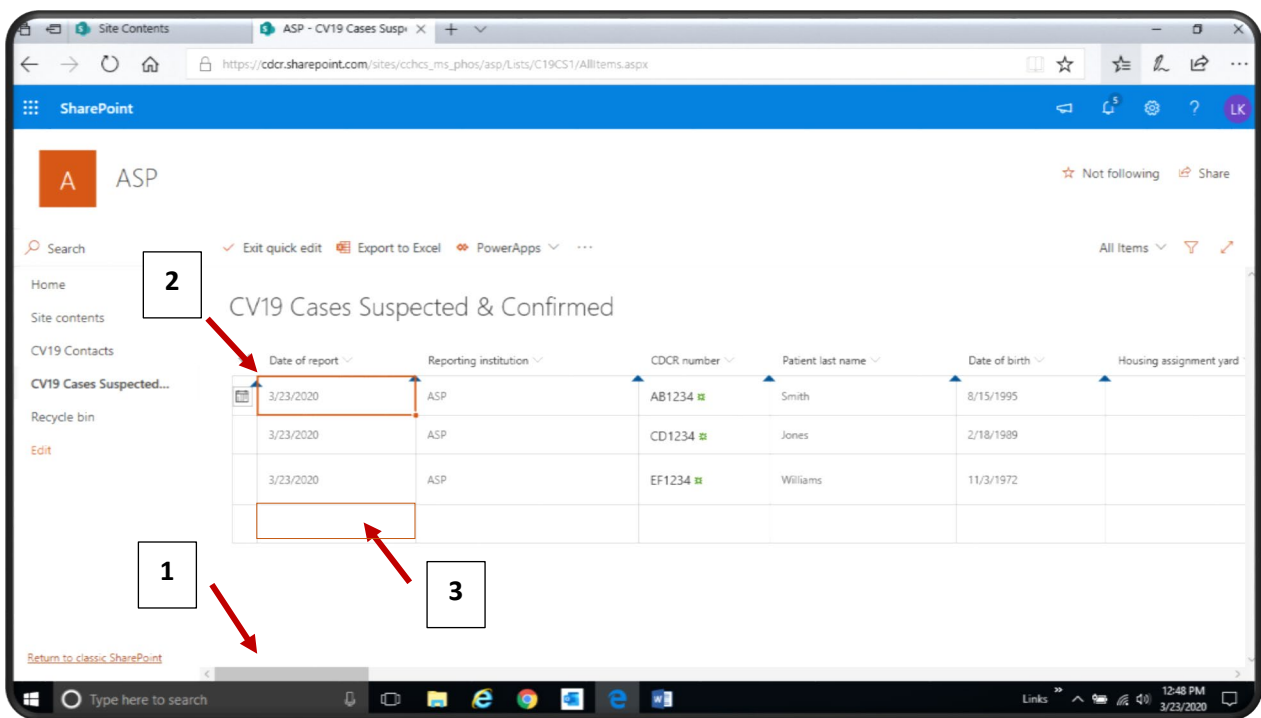 Site Contents
ASP - CV19 Cases Susp
https://cdcr.sharepoint.com/sites/cchcs_ms_phos/asp/Lists/C19CS1/AllItems.aspx
SharePoint
5
?
LK
A
ASP
Not following
Share
Search
Exit quick edit
Export to Excel
PowerApps
...
All Items
Home
Site contents
CV19 Contacts
CV19 Cases Suspected...
Recycle bin
Edit
2
CV19 Cases Suspected & Confirmed
Date of report Reporting institution CDCR number Patient last name Date of birth Housing assignment yard
3/23/2020 ASP AB1234 Smith 8/15/1995
3/23/2020 ASP CD1234 Jones 2/18/1989
3/23/2020 ASP EF1234 Williams 11/3/1972
1
3
Return to classic SharePoint
Type here to search
Links
12:48 PM
3/23/2020